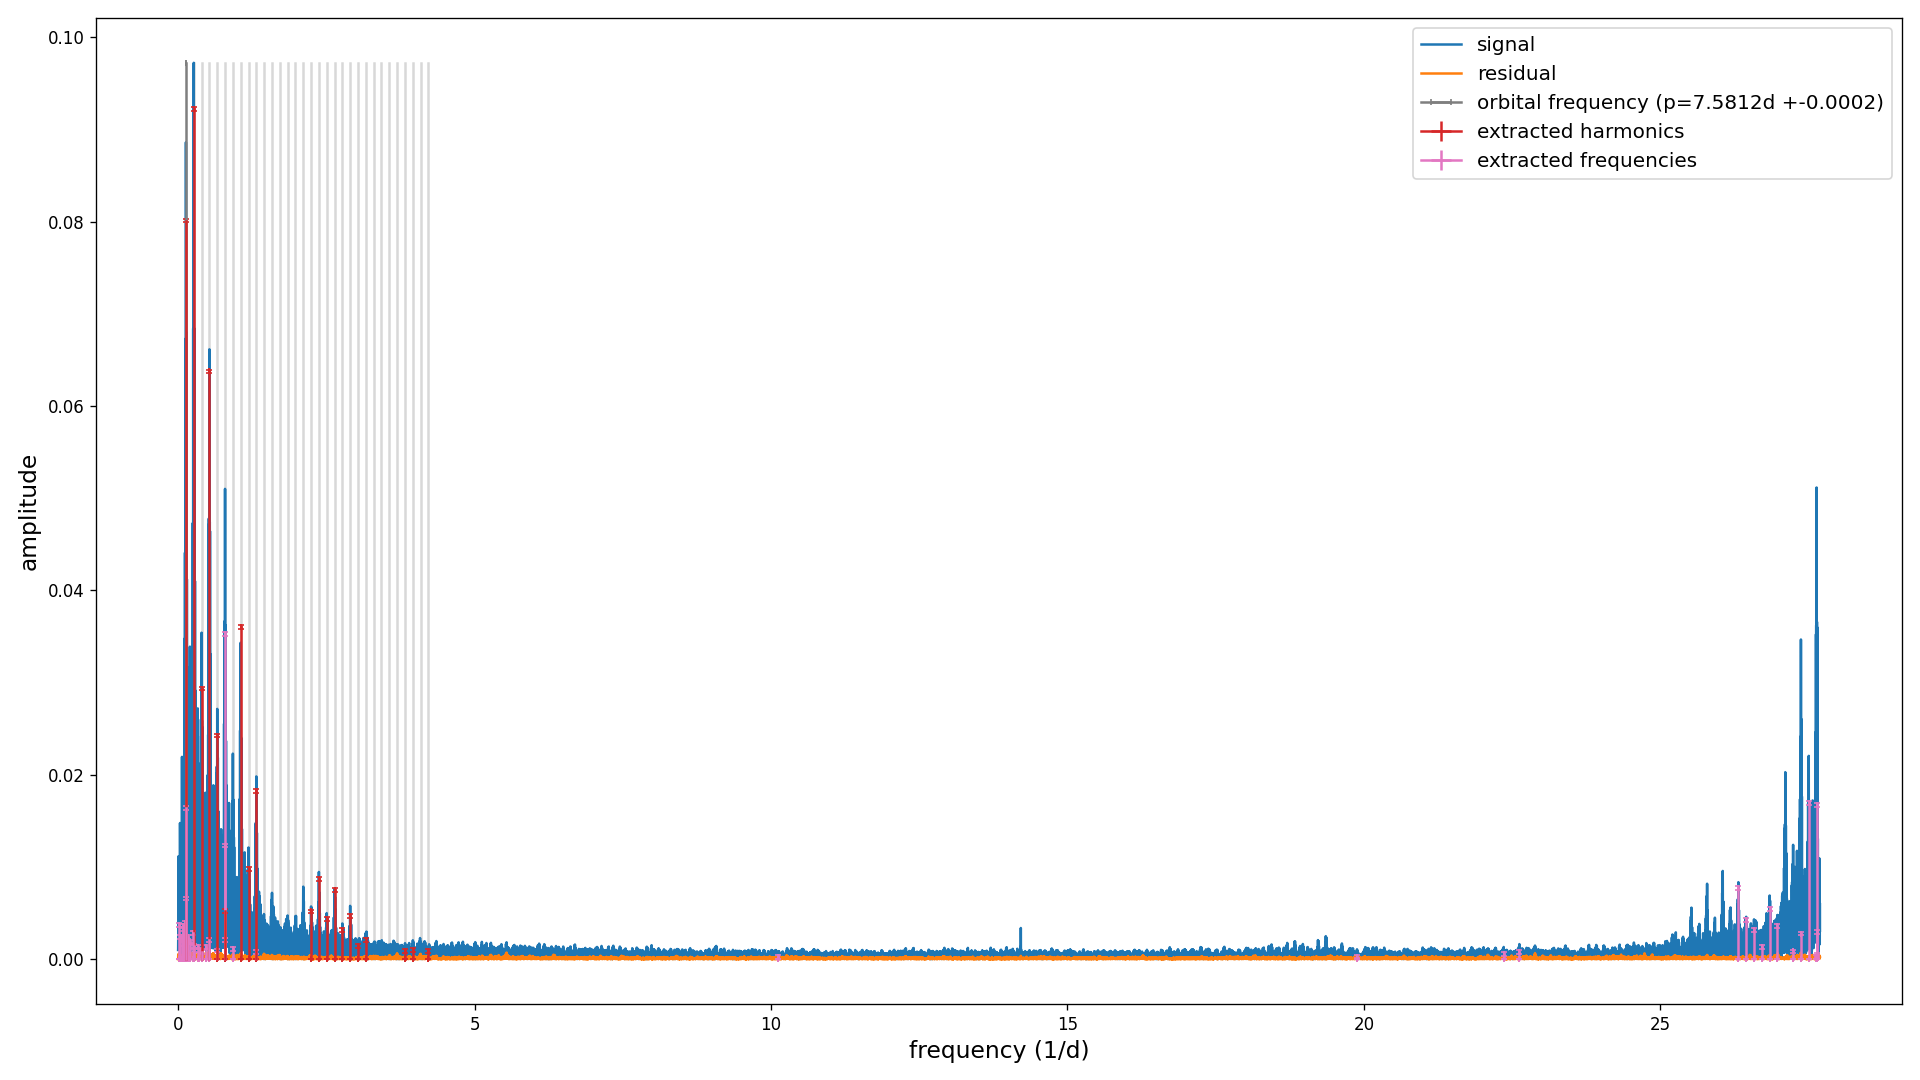 0.10
0.08
0.06
0.04
0.02
0.00
amplitude
0
5
10
15
20
25
frequency (1/d)
signal
residual
orbital frequency (p=7.5812d +-0.0002)
extracted harmonics
extracted frequencies